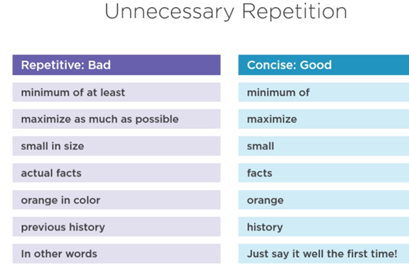 Unnecessary Repetition
Repetitive: Bad Concise: Good
minimum of at least minimum of
maximize as much as possible maximize
small in size small
actual facts facts
orange in color orange
previous history history
In other words Just say it well the first time!